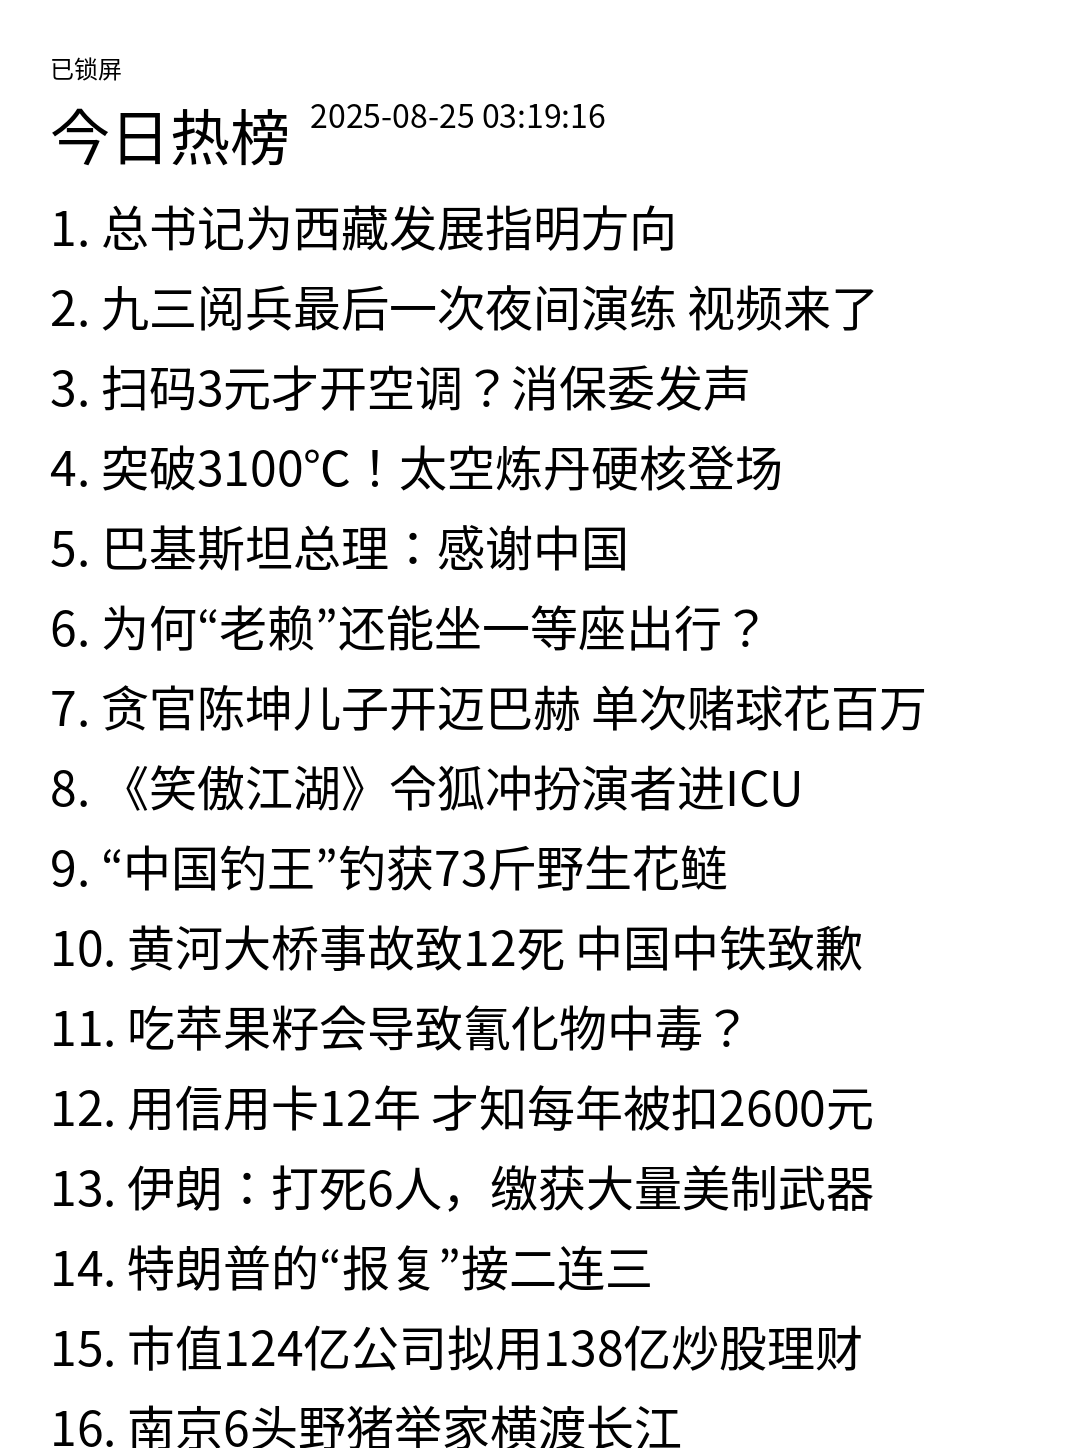 已锁屏
今日热榜 2025-08-25 03:19:16
1. 总书记为西藏发展指明方向
2. 九三阅兵最后一次夜间演练 视频来了
3. 扫码3元才开空调？消保委发声
4. 突破3100℃！太空炼丹硬核登场
5. 巴基斯坦总理：感谢中国
6. 为何“老赖”还能坐一等座出行？
7. 贪官陈坤儿子开迈巴赫 单次赌球花百万
8. 《笑傲江湖》令狐冲扮演者进ICU
9. “中国钓王”钓获73斤野生花鲢
10. 黄河大桥事故致12死 中国中铁致歉
11. 吃苹果籽会导致氰化物中毒？
12. 用信用卡12年 才知每年被扣2600元
13. 伊朗：打死6人，缴获大量美制武器
14. 特朗普的“报复”接二连三
15. 市值124亿公司拟用138亿炒股理财
16. 南京6头野猪举家横渡长江